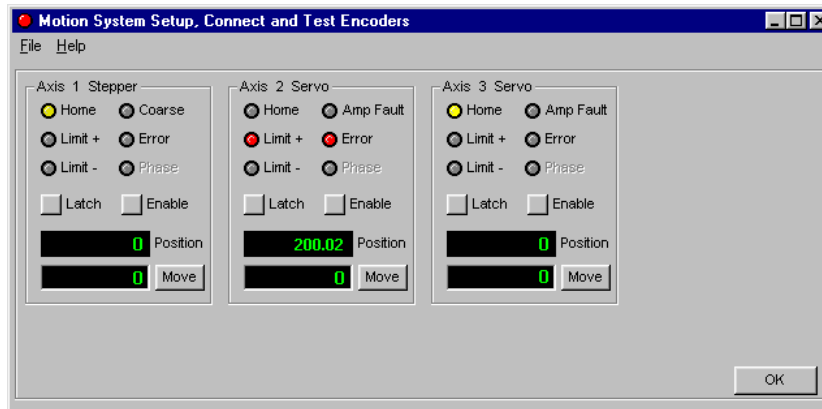 Motion System Setup, Connect and Test Encoders
File Help
Axis 1 Stepper
Home Coarse
Limit + Error
Limit - Phase
Latch Enable
0 Position
0 Move
Axis 2 Servo
Home Amp Fault
Limit + Error
Limit - Phase
Latch Enable
200.02 Position
0 Move
Axis 3 Servo
Home Amp Fault
Limit + Error
Limit - Phase
Latch Enable
0 Position
0 Move
OK